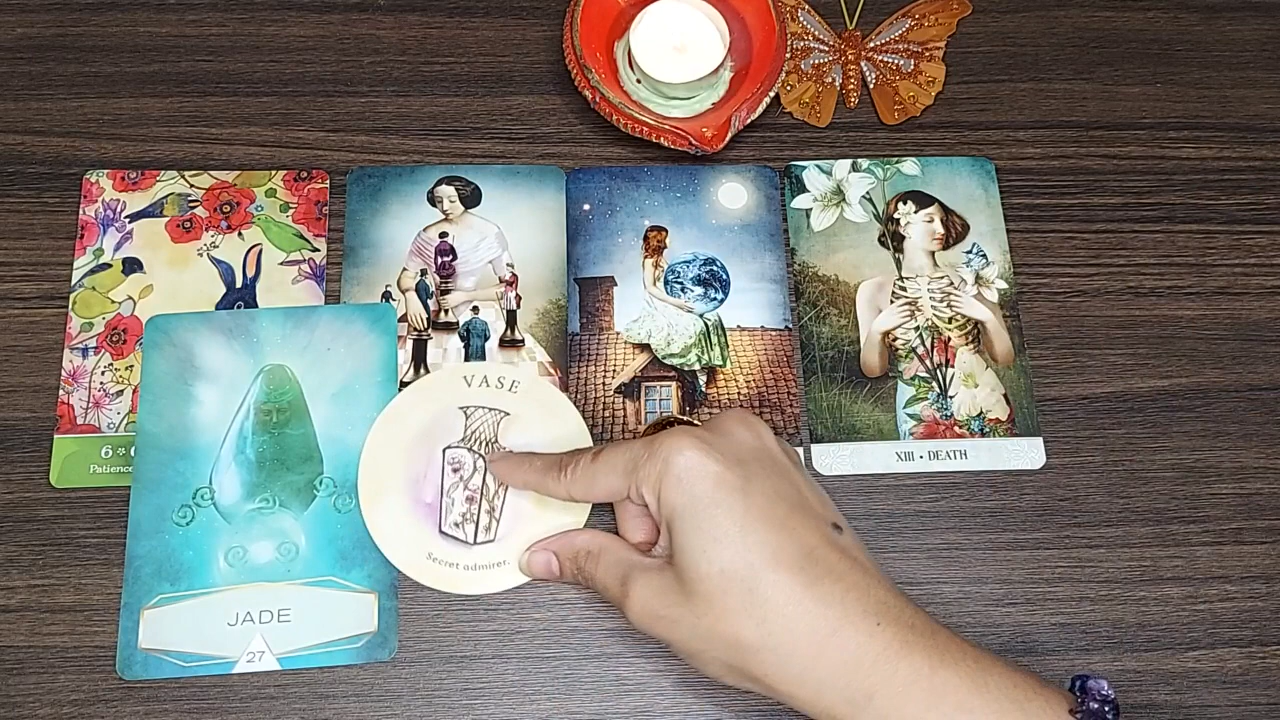 6
Patience
VASE
Secret admirer.
XIII • DEATH
JADE
27